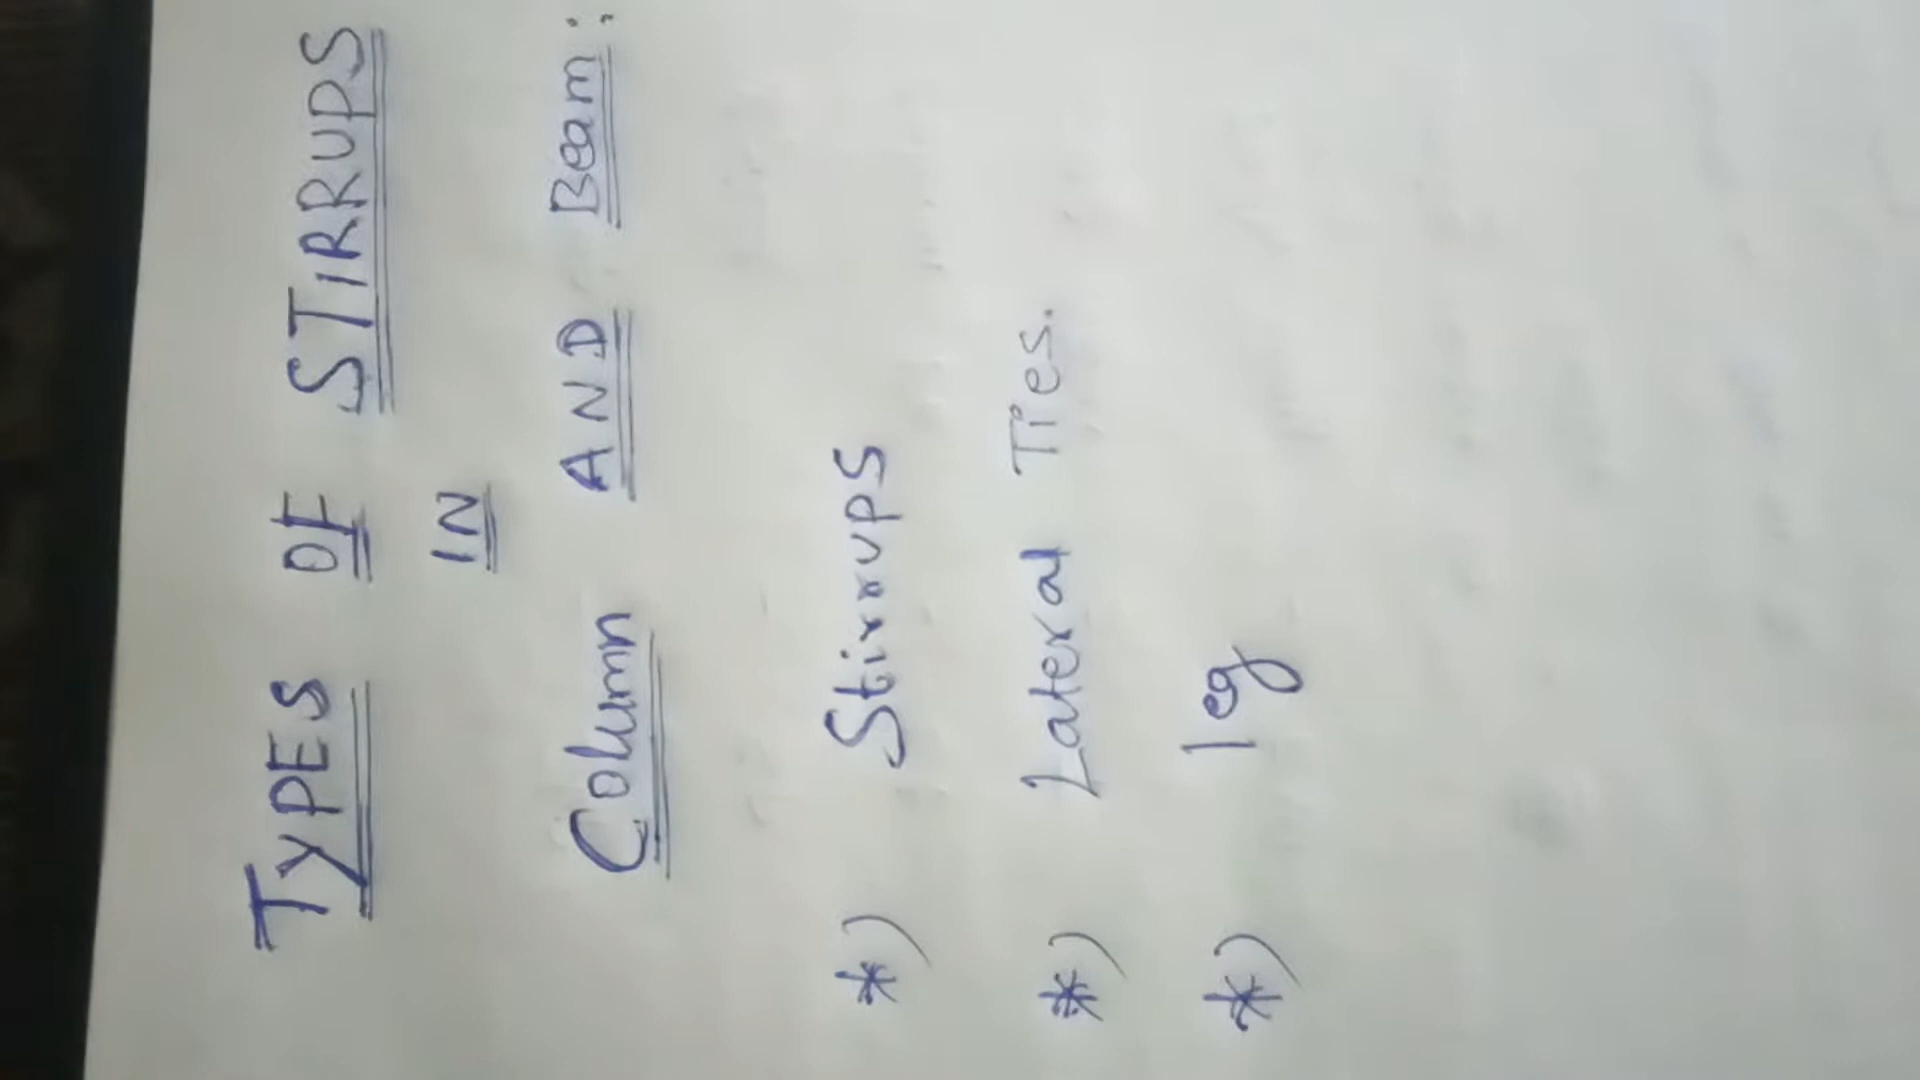 TYPES OF STIRRUPS
IN
Column AND Beam:
*) Stirrups
*) Lateral Ties.
*) leg